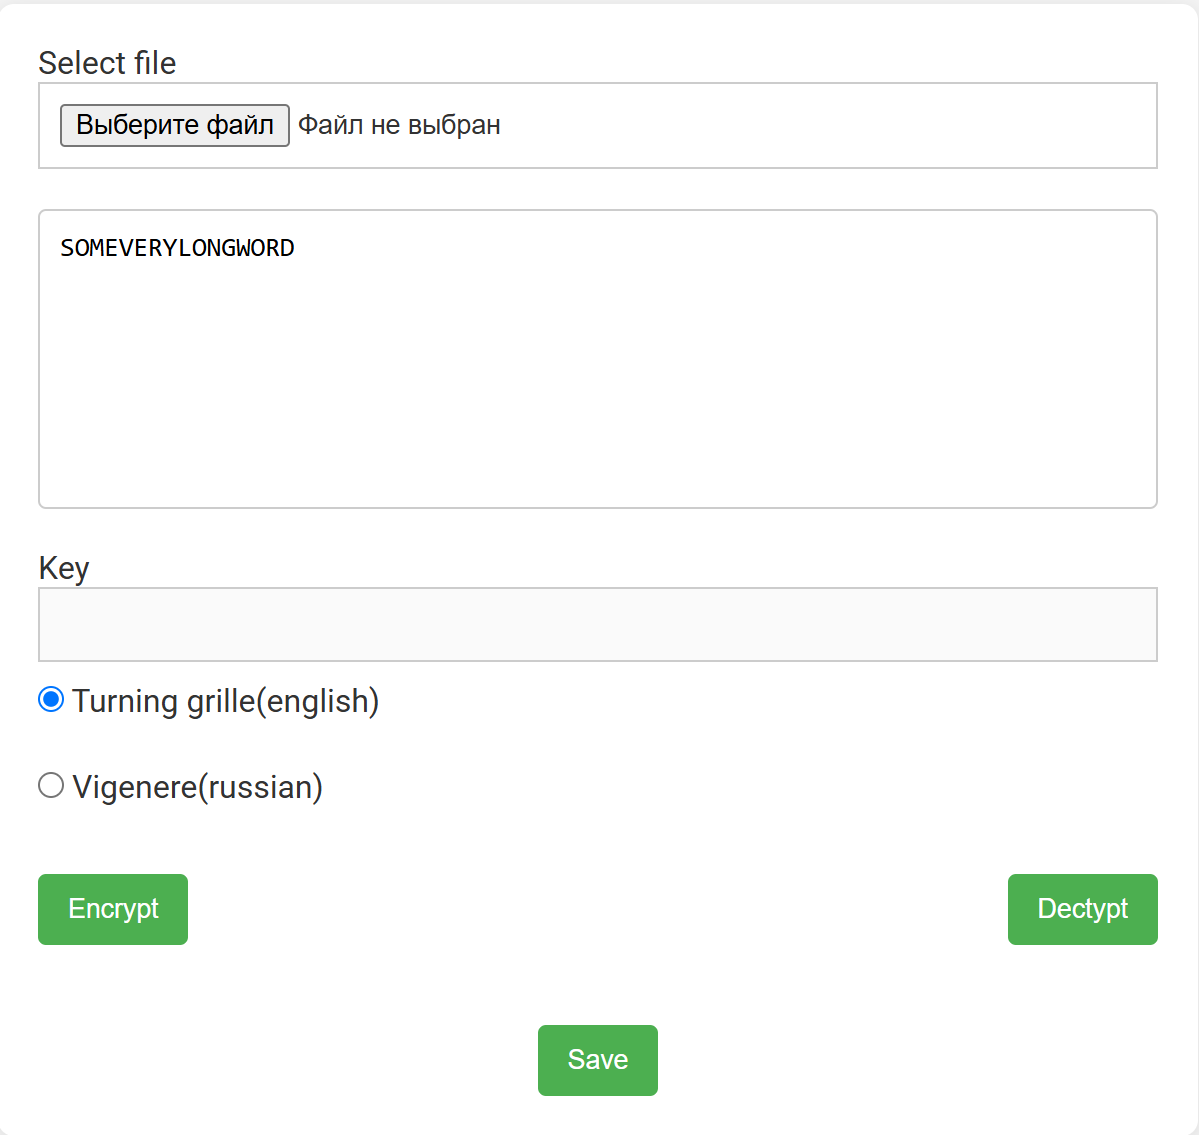 Select file
Выберите файл Файл не выбран
SOMEVERYLONGWORD
Key
Turning grille(english)
Vigenere(russian)
Encrypt Dectypt
Save